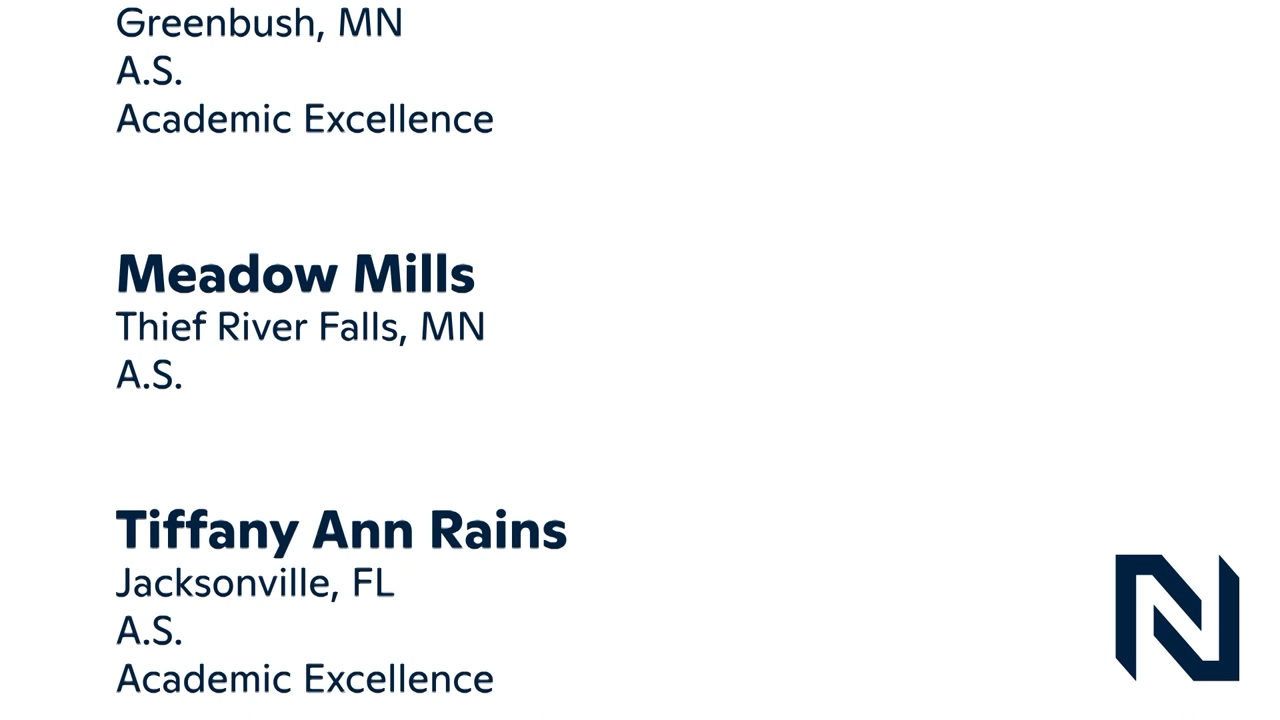 Greenbush, MN
A.S.
Academic Excellence
Meadow Mills
Thief River Falls, MN
A.S.
Tiffany Ann Rains
Jacksonville, FL
A.S.
Academic Excellence
N